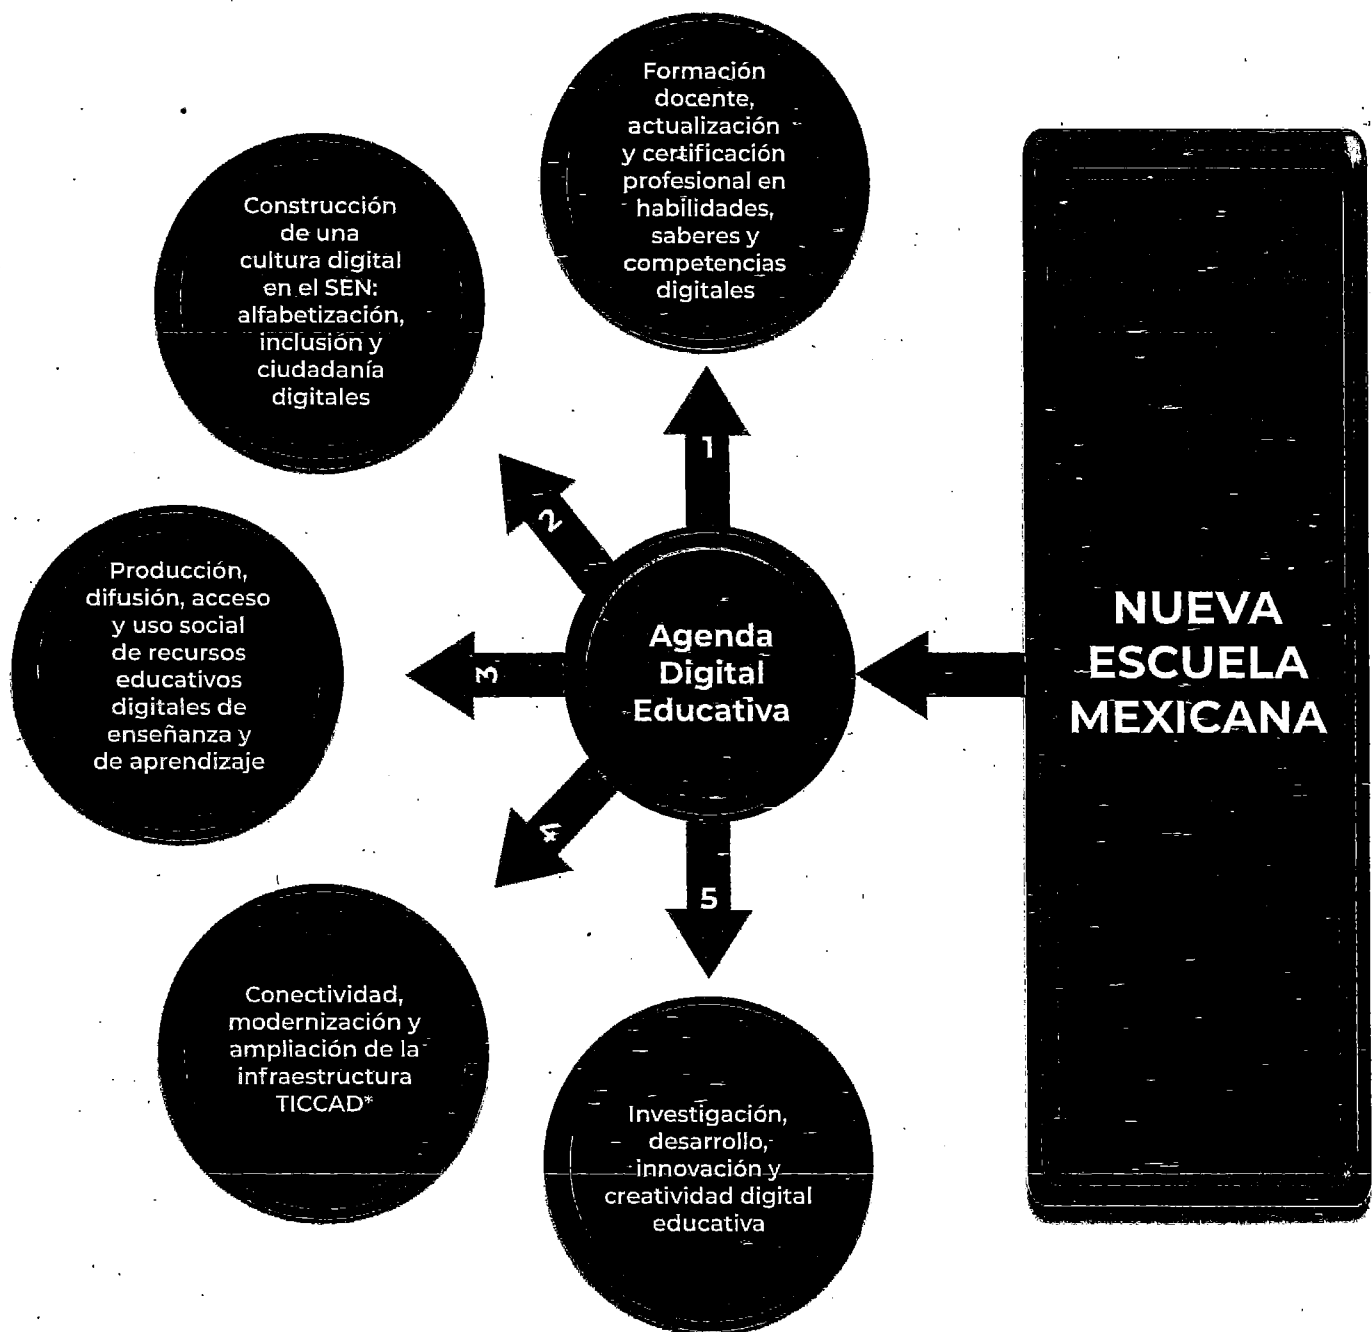 Formación
docente,
actualización
y certificación
profesional en
habilidades,
saberes y
competencias
digitales
1
Construcción
de una
cultura digital
en el SEN:
alfabetización,
inclusión y
ciudadanía
digitales
2
Producción,
difusión, acceso
y uso social
de recursos
educativos
digitales de
enseñanza y
de aprendizaje
3
Conectividad,
modernización y
ampliación de la
infraestructura
TICCAD*
4
Investigación,
desarrollo,
innovación y
creatividad digital
educativa
5
Agenda
Digital
Educativa
NUEVA
ESCUELA
MEXICANA